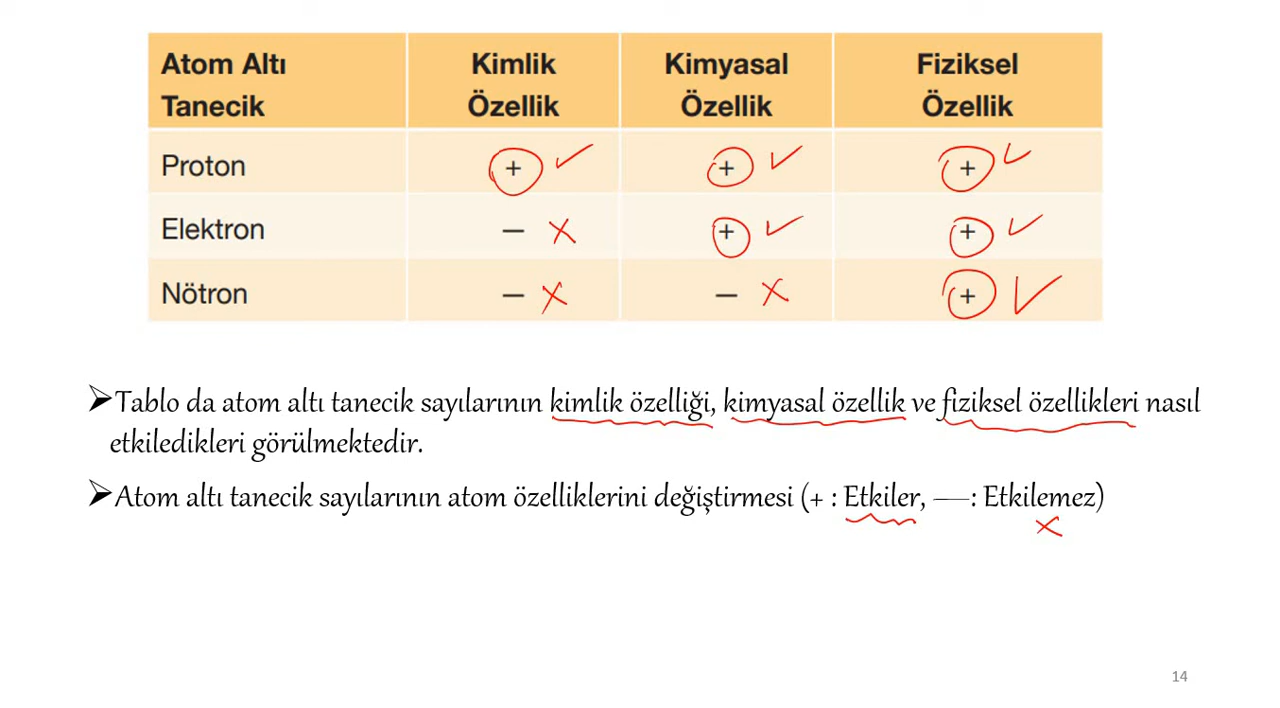 Atom Altı Tanecik Kimlik Özellik Kimyasal Özellik Fiziksel Özellik
Proton + ✓ + ✓ + ✓
Elektron − ✗ + ✓ + ✓
Nötron − ✗ − ✗ + ✓
➤Tablo da atom altı tanecik sayılarının kimlik özelliği, kimyasal özellik ve fiziksel özellikleri nasıl
etkiledikleri görülmektedir.
➤Atom altı tanecik sayılarının atom özelliklerini değiştirmesi (+ : Etkiler, —: Etkilemez)
14